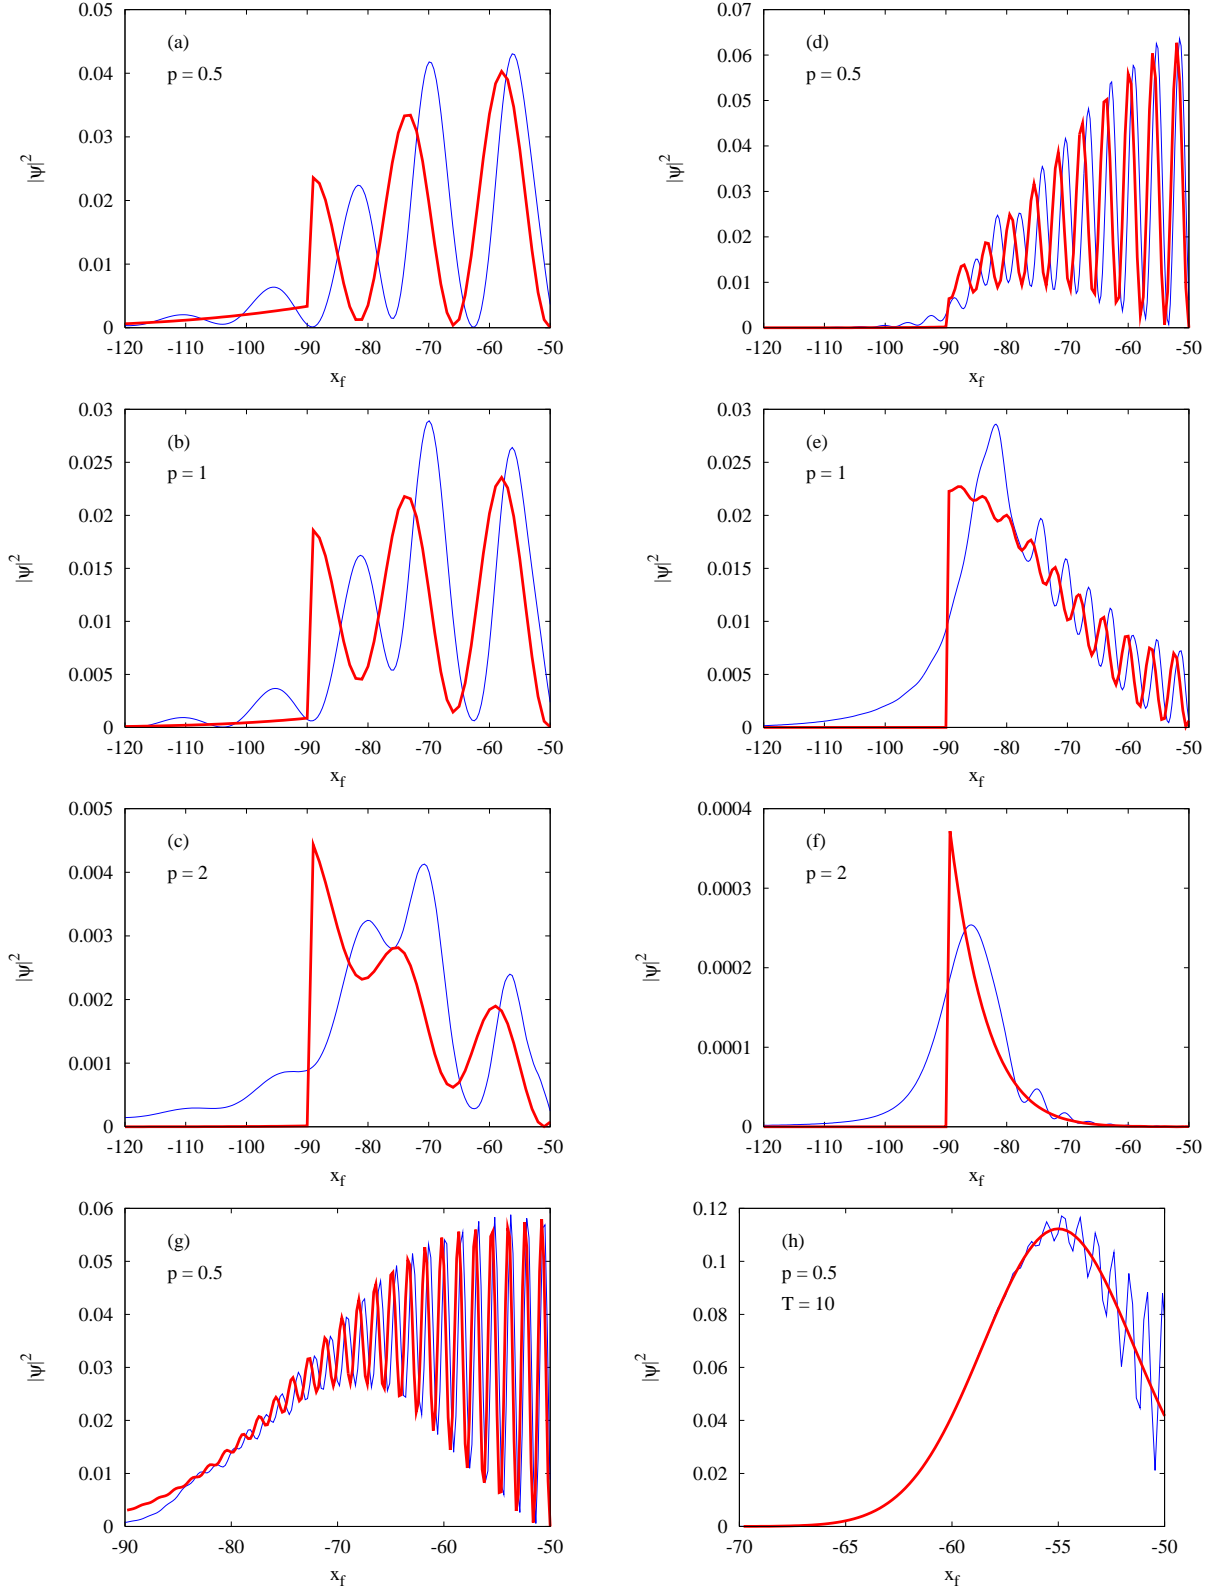 0.05
0.04
0.03
0.02
0.01
0
-120 -110 -100 -90 -80 -70 -60 -50
|ψ|²
x_f
(a)
p = 0.5
0.07
0.06
0.05
0.04
0.03
0.02
0.01
0
-120 -110 -100 -90 -80 -70 -60 -50
|ψ|²
x_f
(d)
p = 0.5
0.03
0.025
0.02
0.015
0.01
0.005
0
-120 -110 -100 -90 -80 -70 -60 -50
|ψ|²
x_f
(b)
p = 1
0.03
0.025
0.02
0.015
0.01
0.005
0
-120 -110 -100 -90 -80 -70 -60 -50
|ψ|²
x_f
(e)
p = 1
0.005
0.004
0.003
0.002
0.001
0
-120 -110 -100 -90 -80 -70 -60 -50
|ψ|²
x_f
(c)
p = 2
0.0004
0.0003
0.0002
0.0001
0
-120 -110 -100 -90 -80 -70 -60 -50
|ψ|²
x_f
(f)
p = 2
0.06
0.05
0.04
0.03
0.02
0.01
0
-90 -80 -70 -60 -50
|ψ|²
x_f
(g)
p = 0.5
0.12
0.1
0.08
0.06
0.04
0.02
0
-70 -65 -60 -55 -50
|ψ|²
x_f
(h)
p = 0.5
T = 10